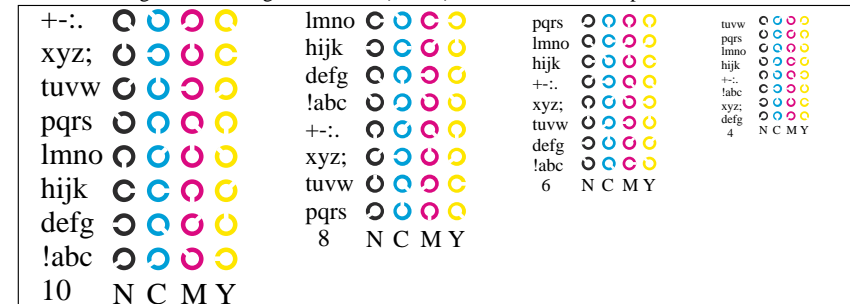 +-:.
xyz;
tuvw
pqrs
lmno
hijk
defg
!abc
10 N C M Y
lmno
hijk
defg
!abc
+-:.
xyz;
tuvw
pqrs
8 N C M Y
pqrs
lmno
hijk
+-:.
xyz;
tuvw
defg
!abc
6 N C M Y
tuvw
pqrs
lmno
hijk
+-:.
!abc
xyz;
defg
4 N C M Y